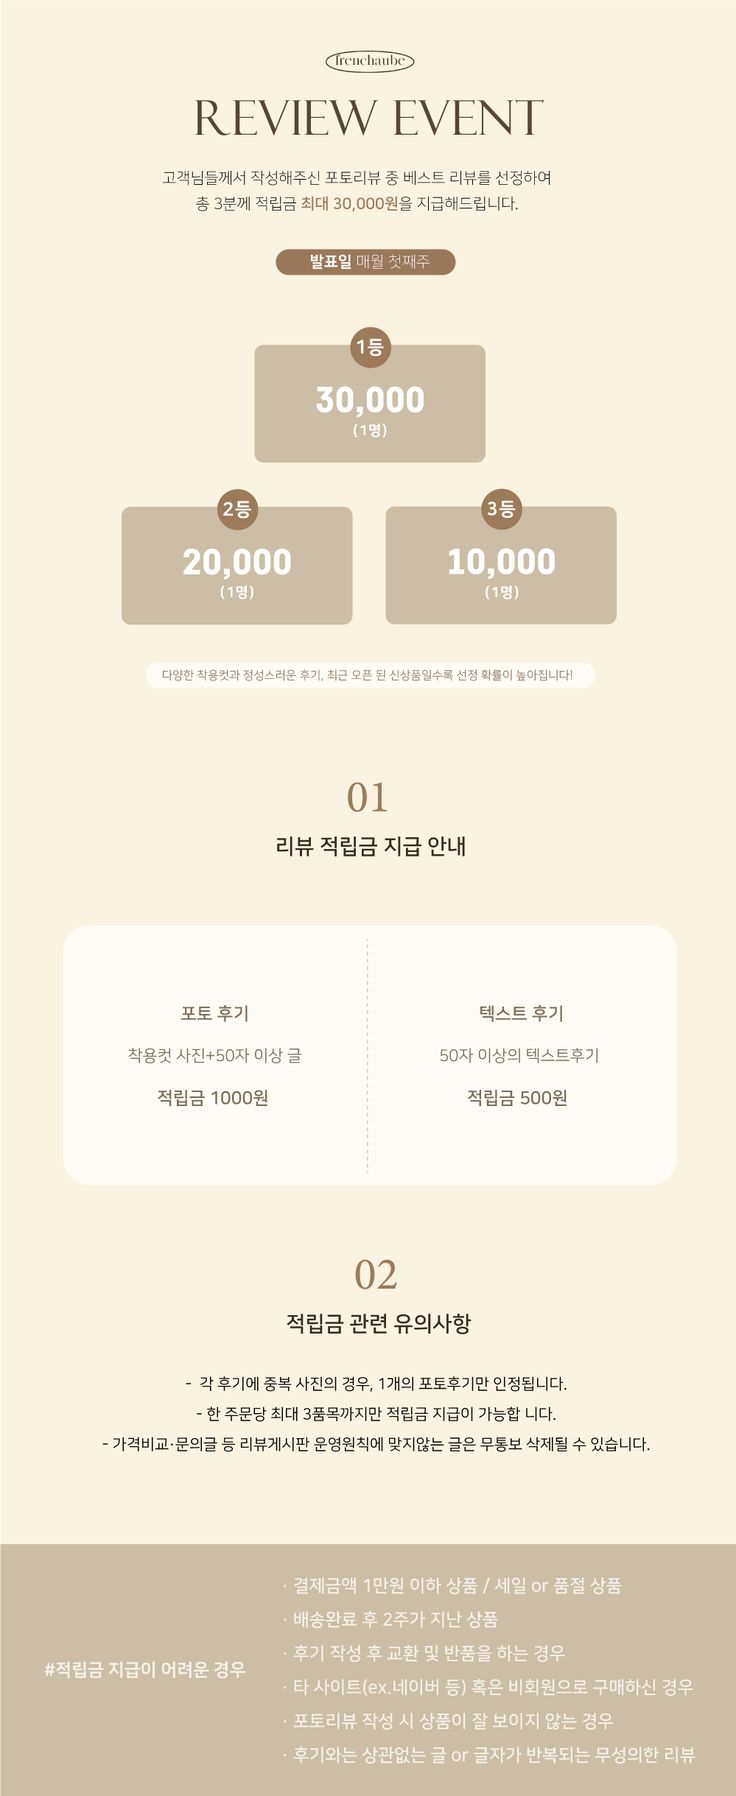 frenchaube
REVIEW EVENT
고객님들께서 작성해주신 포토리뷰 중 베스트 리뷰를 선정하여
총 3분께 적립금 최대 30,000원을 지급해드립니다.
발표일 매월 첫째주
1등
30,000
(1명)
2등
20,000
(1명)
3등
10,000
(1명)
다양한 착용컷과 정성스러운 후기, 최근 오픈 된 신상품일수록 선정 확률이 높아집니다!
01
리뷰 적립금 지급 안내
포토 후기
착용컷 사진+50자 이상 글
적립금 1000원
텍스트 후기
50자 이상의 텍스트후기
적립금 500원
02
적립금 관련 유의사항
- 각 후기에 중복 사진의 경우, 1개의 포토후기만 인정됩니다.
- 한 주문당 최대 3품목까지만 적립금 지급이 가능합 니다.
- 가격비교·문의글 등 리뷰게시판 운영원칙에 맞지않는 글은 무통보 삭제될 수 있습니다.
#적립금 지급이 어려운 경우
· 결제금액 1만원 이하 상품 / 세일 or 품절 상품
· 배송완료 후 2주가 지난 상품
· 후기 작성 후 교환 및 반품을 하는 경우
· 타 사이트(ex.네이버 등) 혹은 비회원으로 구매하신 경우
· 포토리뷰 작성 시 상품이 잘 보이지 않는 경우
· 후기와는 상관없는 글 or 글자가 반복되는 무성의한 리뷰